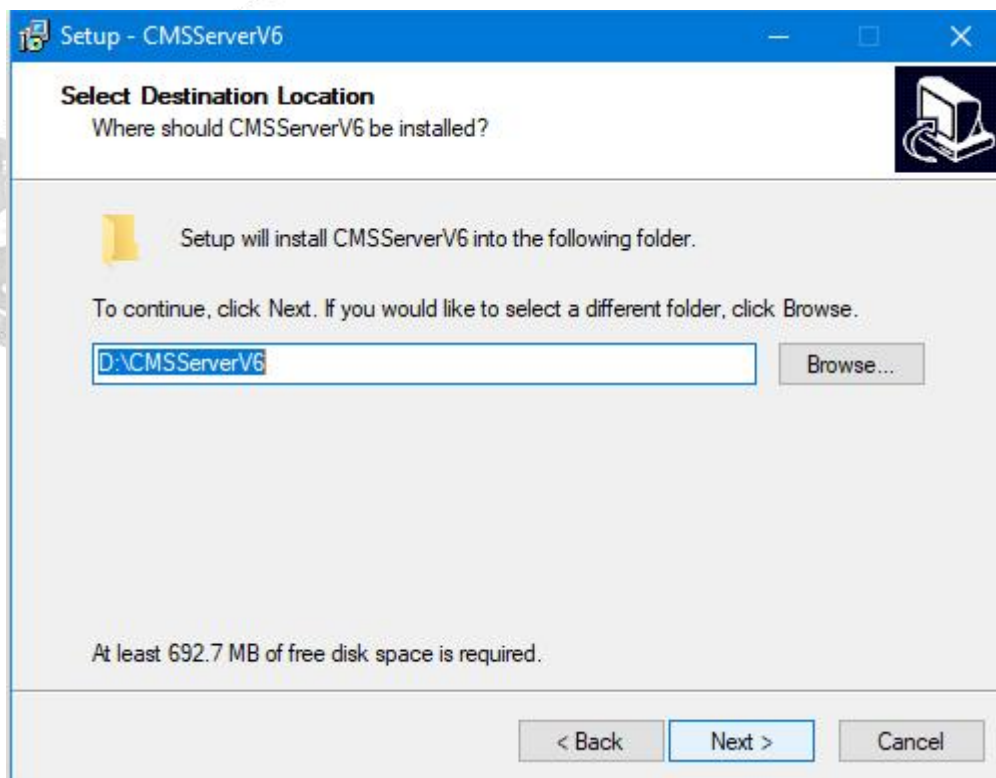 Setup - CMSServerV6
Select Destination Location
Where should CMSServerV6 be installed?
Setup will install CMSServerV6 into the following folder.
To continue, click Next. If you would like to select a different folder, click Browse.
D:\CMSServerV6
Browse...
At least 692.7 MB of free disk space is required.
< Back
Next >
Cancel